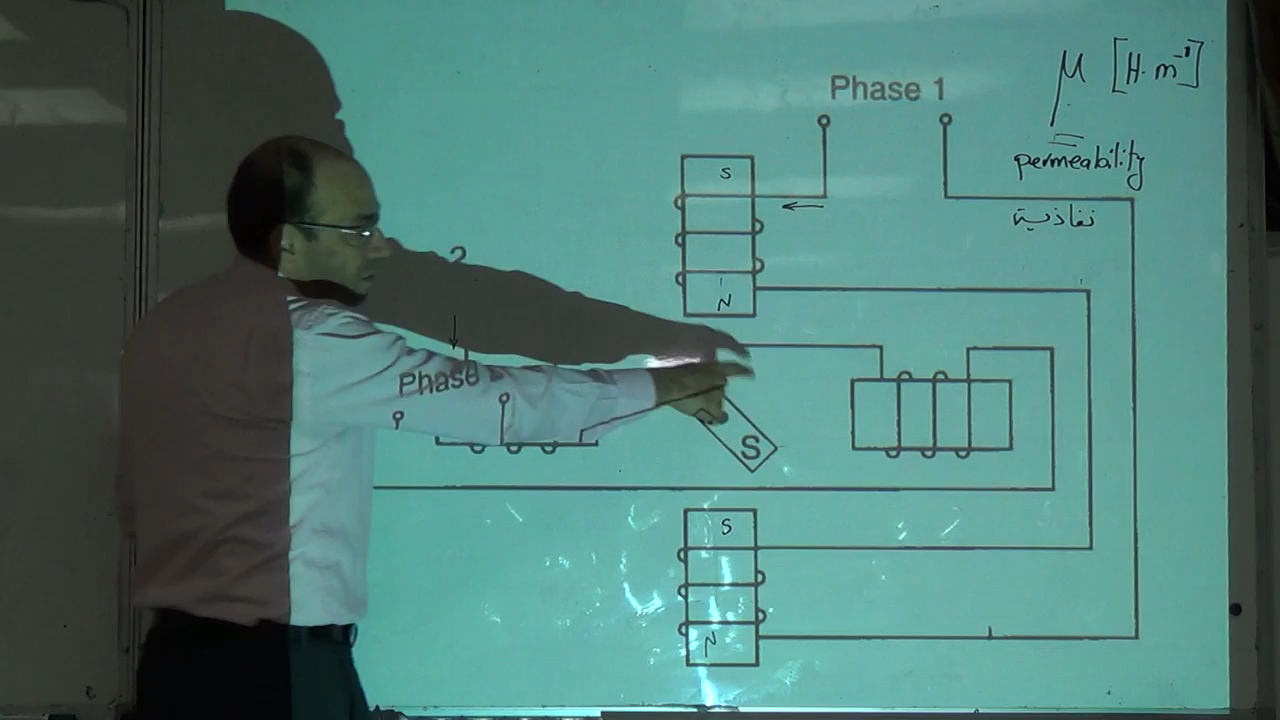 Phase 1
μ [H·m⁻¹]
permeability
نفاذية
S
N
2
Phase
S
S
N